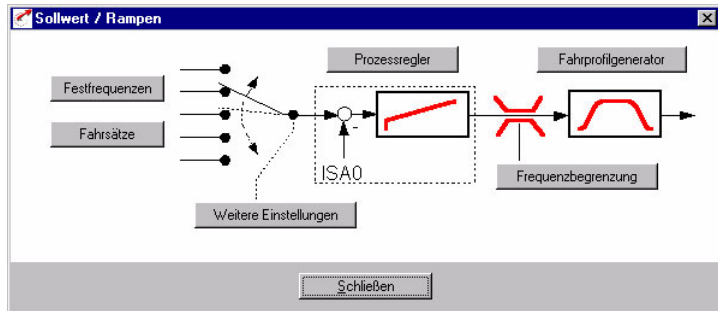 Sollwert / Rampen
Prozessregler
Fahrprofilgenerator
Festfrequenzen
Fahrsätze
-
ISA0
Frequenzbegrenzung
Weitere Einstellungen
Schließen